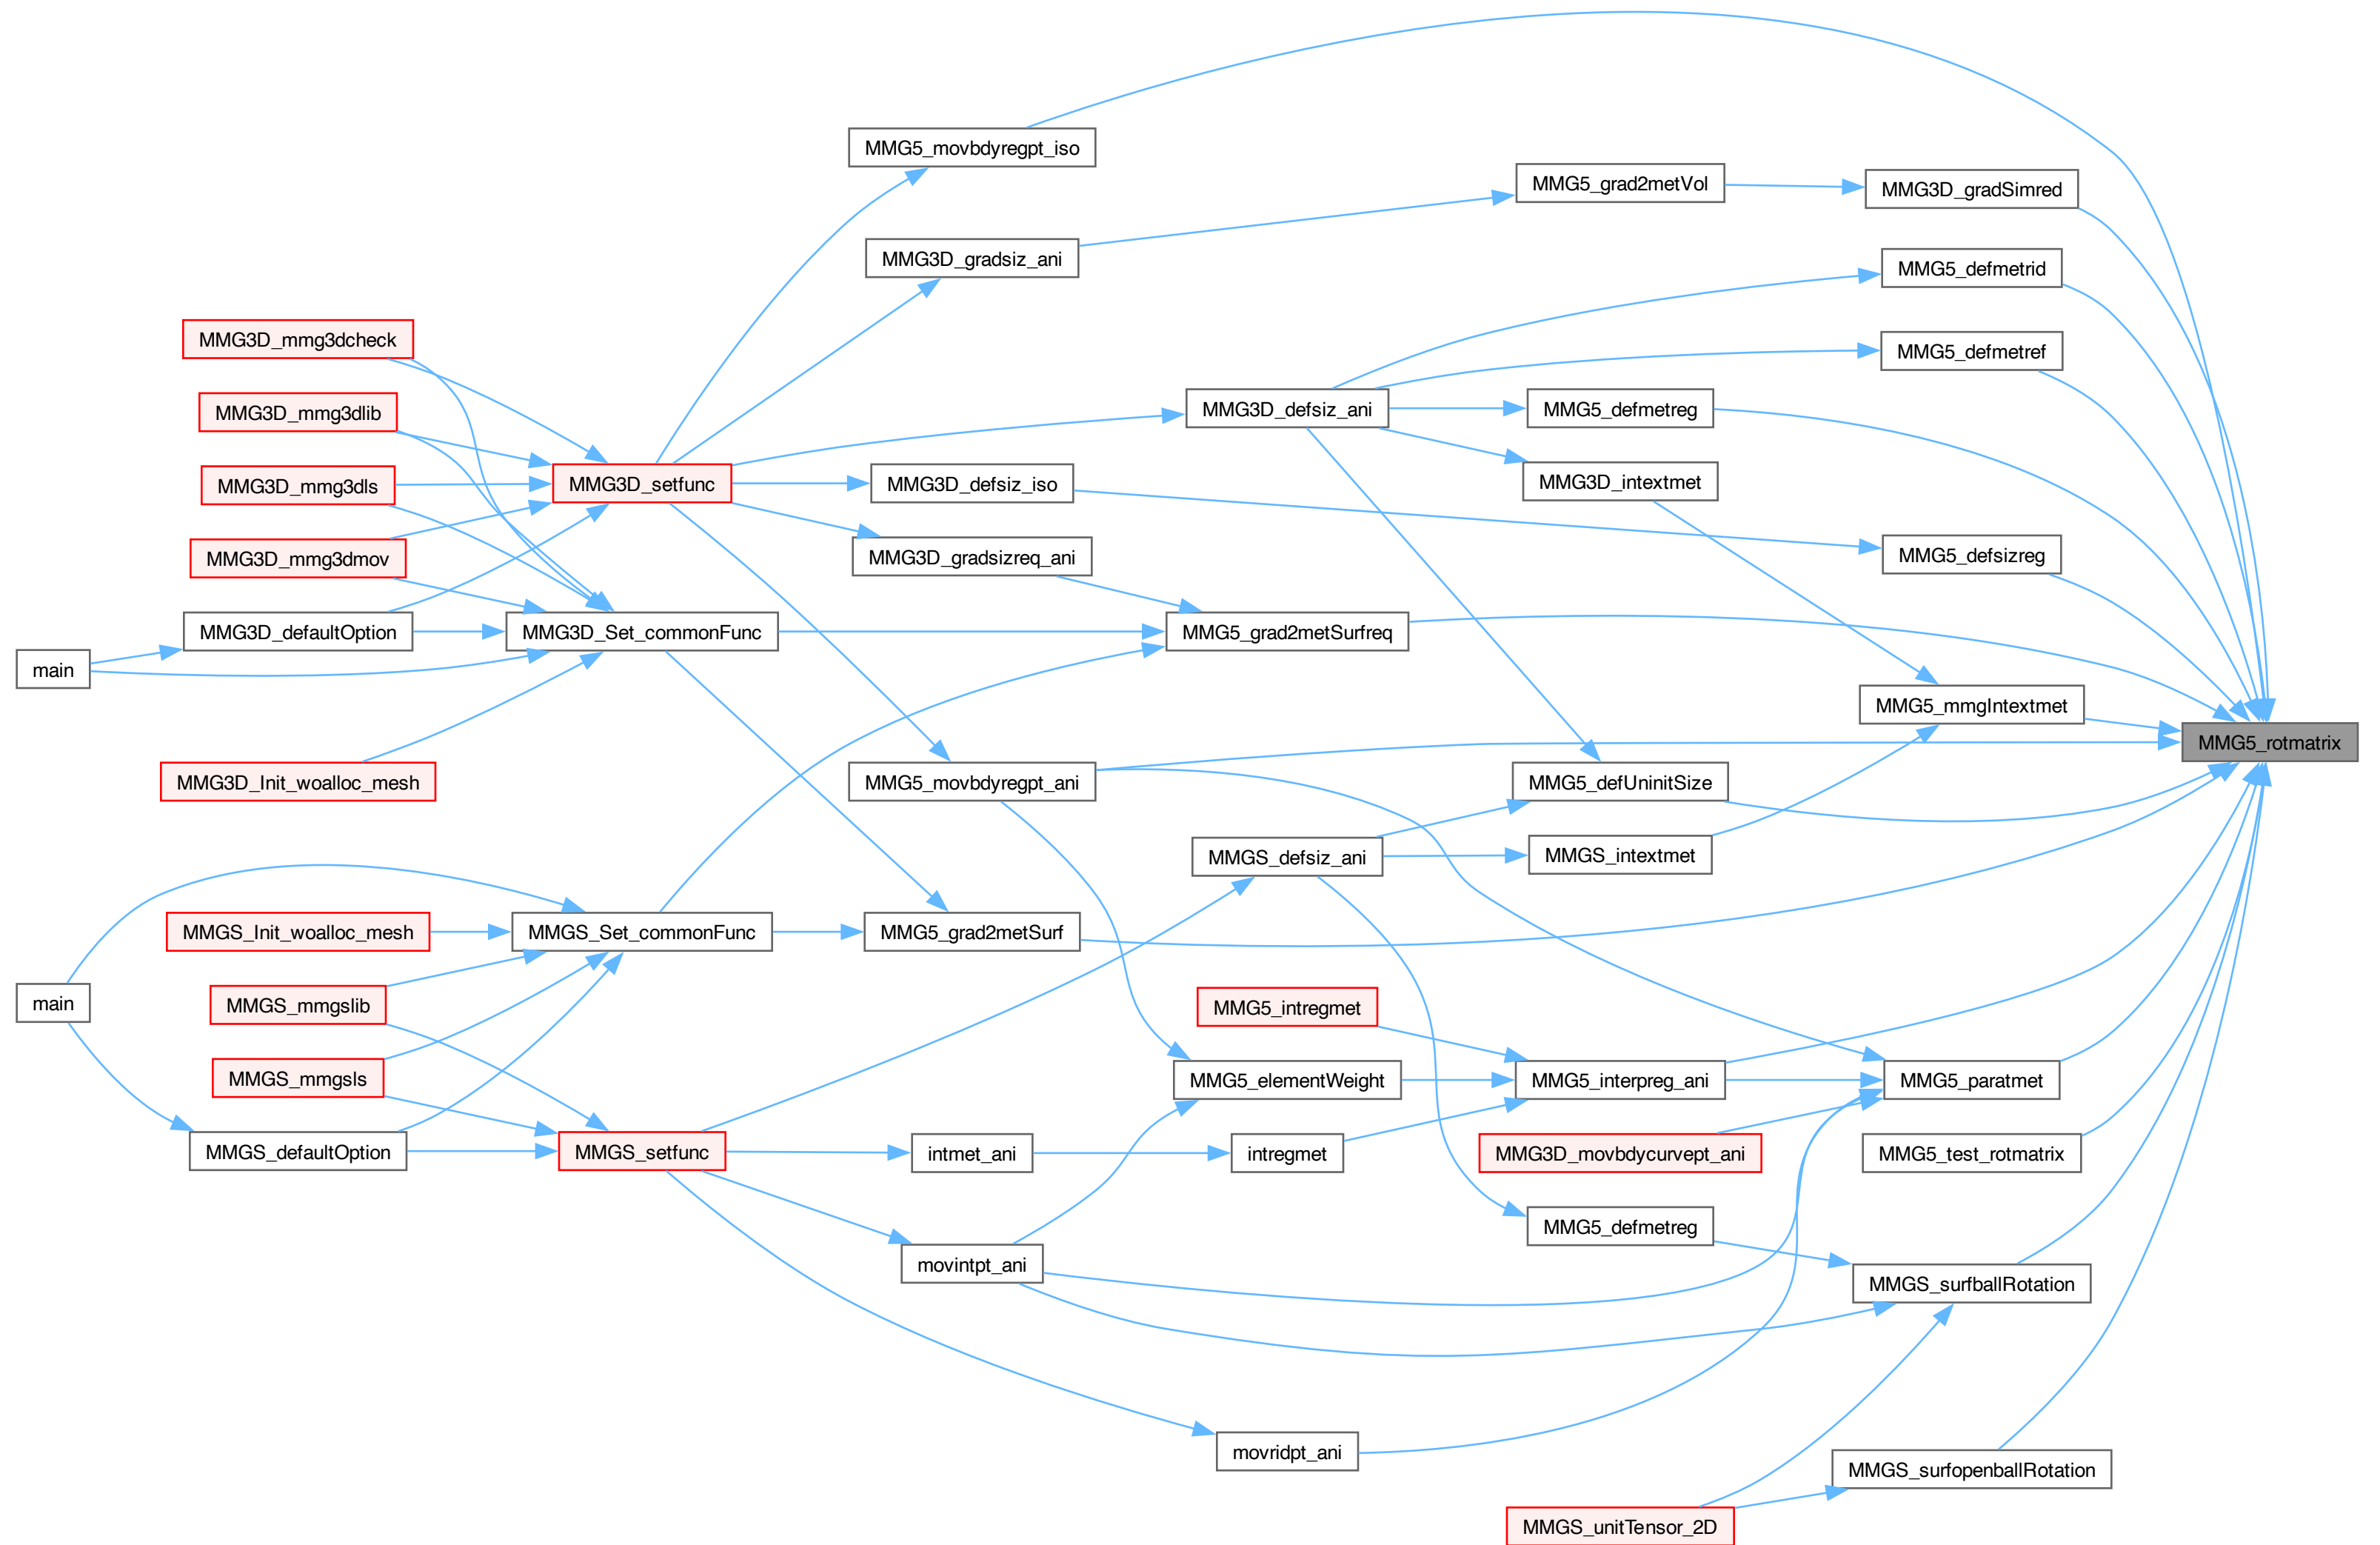 MMG5_movbdyregpt_iso
MMG5_grad2metVol
MMG3D_gradSimred
MMG3D_gradsiz_ani
MMG5_defmetrid
MMG3D_mmg3dcheck
MMG5_defmetref
MMG3D_mmg3dlib
MMG3D_defsiz_ani
MMG5_defmetreg
MMG3D_mmg3dls
MMG3D_setfunc
MMG3D_defsiz_iso
MMG3D_intextmet
MMG3D_mmg3dmov
MMG3D_gradsizreq_ani
MMG5_defsizreg
MMG3D_defaultOption
MMG3D_Set_commonFunc
MMG5_grad2metSurfreq
main
MMG5_mmgIntextmet
MMG5_rotmatrix
MMG3D_Init_woalloc_mesh
MMG5_movbdyregpt_ani
MMG5_defUninitSize
MMGS_defsiz_ani
MMGS_intextmet
MMGS_Init_woalloc_mesh
MMGS_Set_commonFunc
MMG5_grad2metSurf
main
MMGS_mmgslib
MMG5_intregmet
MMGS_mmgsls
MMG5_elementWeight
MMG5_interpreg_ani
MMG5_paratmet
MMGS_defaultOption
MMGS_setfunc
intmet_ani
intregmet
MMG3D_movbdycurvept_ani
MMG5_test_rotmatrix
MMG5_defmetreg
movintpt_ani
MMGS_surfballRotation
movridpt_ani
MMGS_surfopenballRotation
MMGS_unitTensor_2D